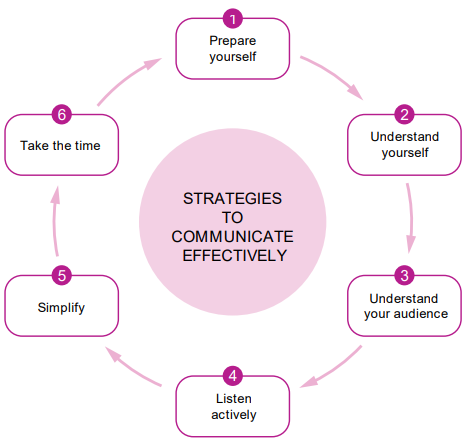 1
Prepare
yourself
2
Understand
yourself
3
Understand
your audience
4
Listen
actively
5
Simplify
6
Take the time
STRATEGIES
TO
COMMUNICATE
EFFECTIVELY